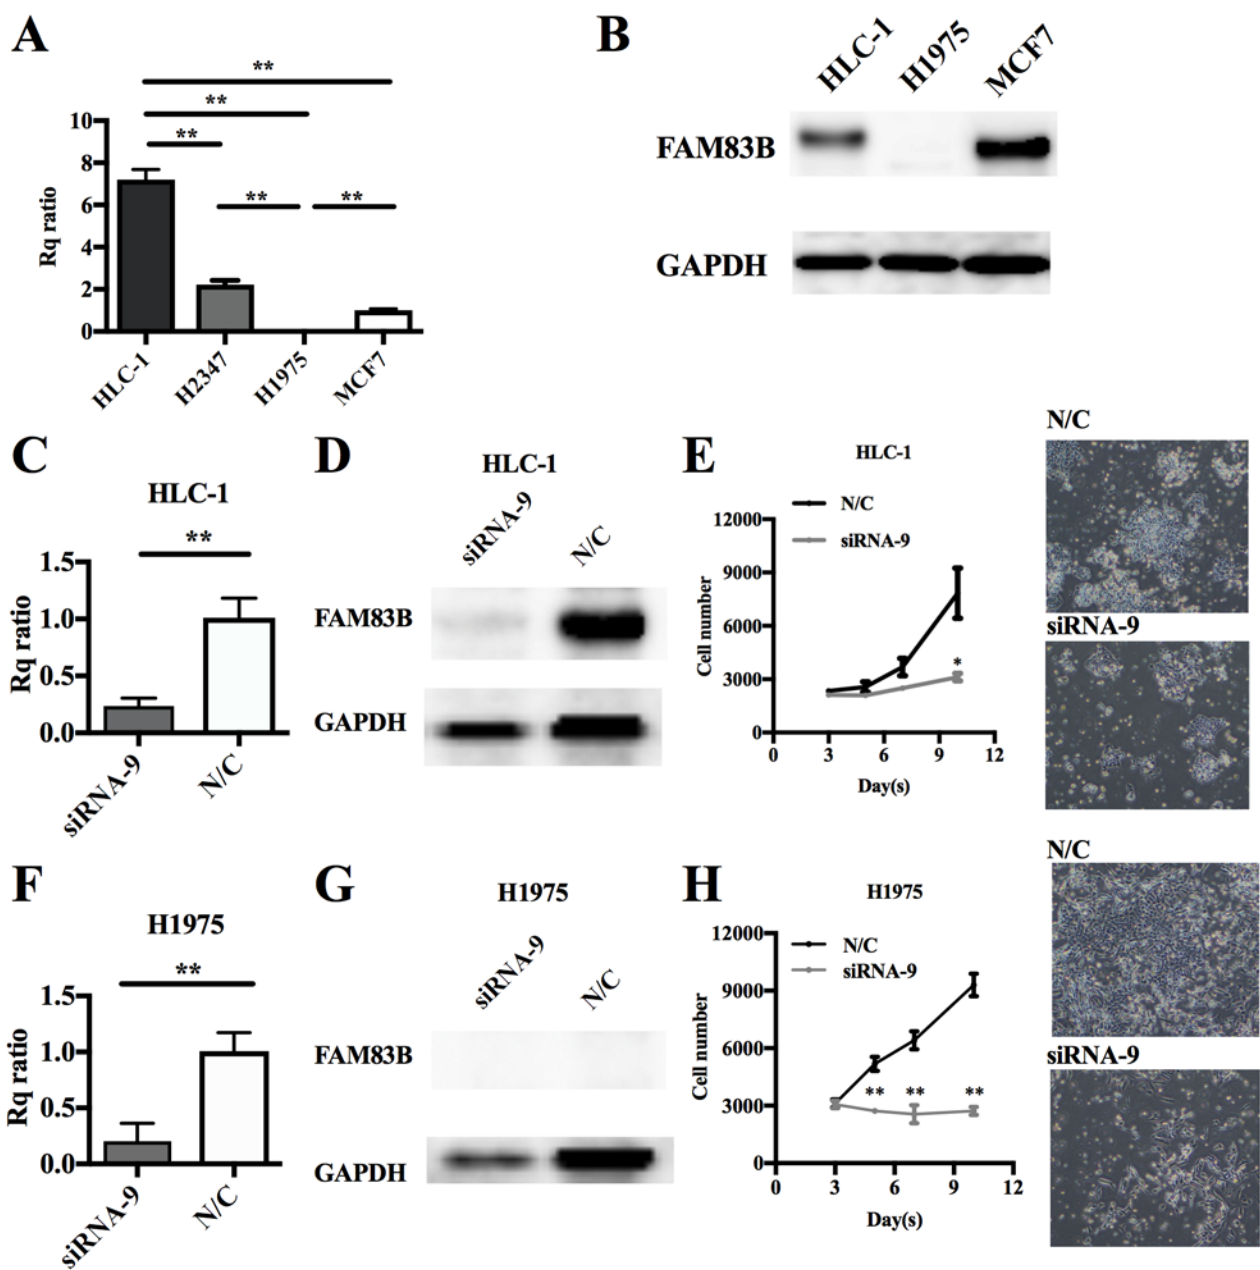 A
**
**
**
**
**
10
8
6
4
2
0
Rq ratio
HLC-1
H2347
H1975
MCF7
B
HLC-1
H1975
MCF7
FAM83B
GAPDH
C
HLC-1
**
1.5
1.0
0.5
0.0
Rq ratio
siRNA-9
N/C
D
HLC-1
siRNA-9
N/C
FAM83B
GAPDH
E
HLC-1
N/C
siRNA-9
12000
9000
6000
3000
0
Cell number
*
0
3
6
9
12
Day(s)
N/C
siRNA-9
F
H1975
**
1.5
1.0
0.5
0.0
Rq ratio
siRNA-9
N/C
G
H1975
siRNA-9
N/C
FAM83B
GAPDH
H
H1975
N/C
siRNA-9
12000
9000
6000
3000
0
Cell number
**
**
**
0
3
6
9
12
Day(s)
N/C
siRNA-9